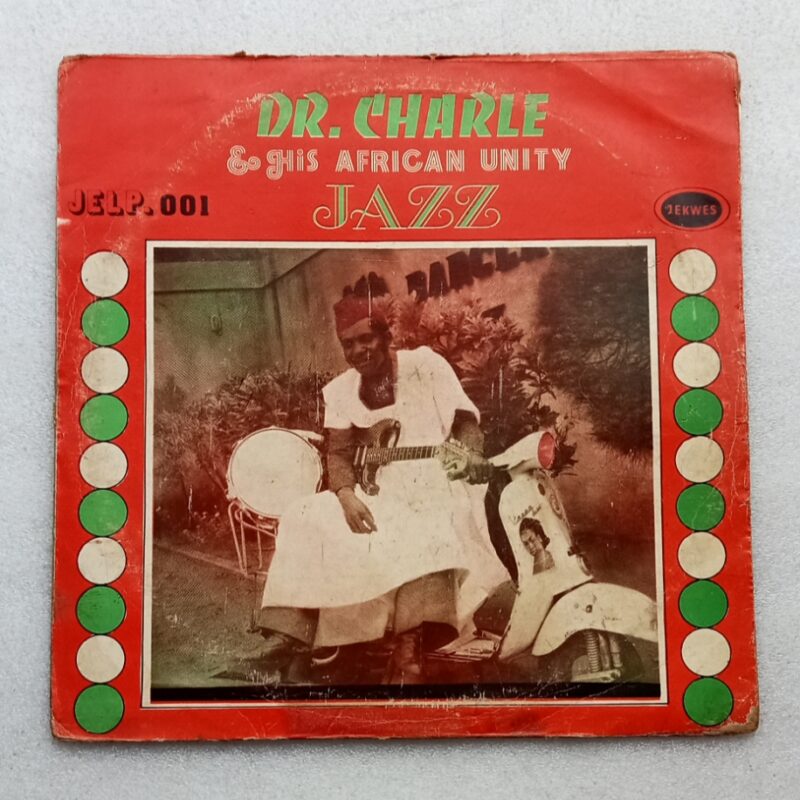 DR. CHARLE
& His AFRICAN UNITY
JAZZ
JELP. 001
JEKWES